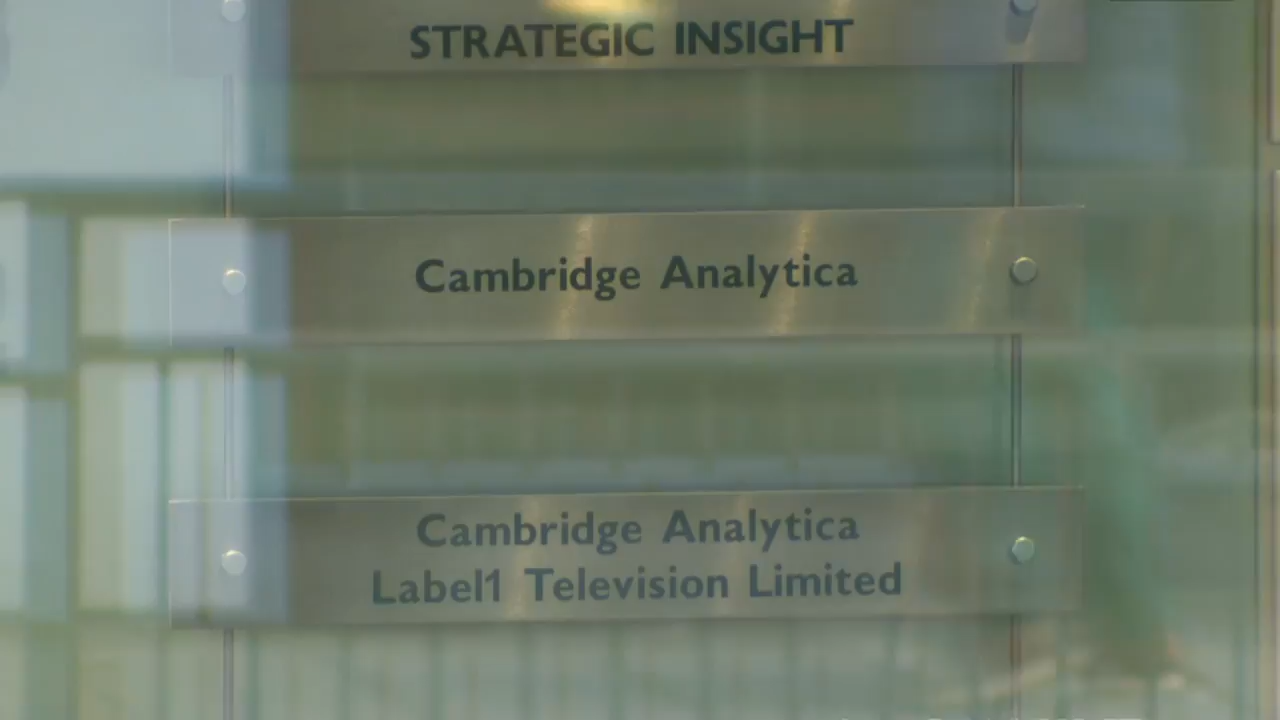 STRATEGIC INSIGHT
Cambridge Analytica
Cambridge Analytica
Label1 Television Limited